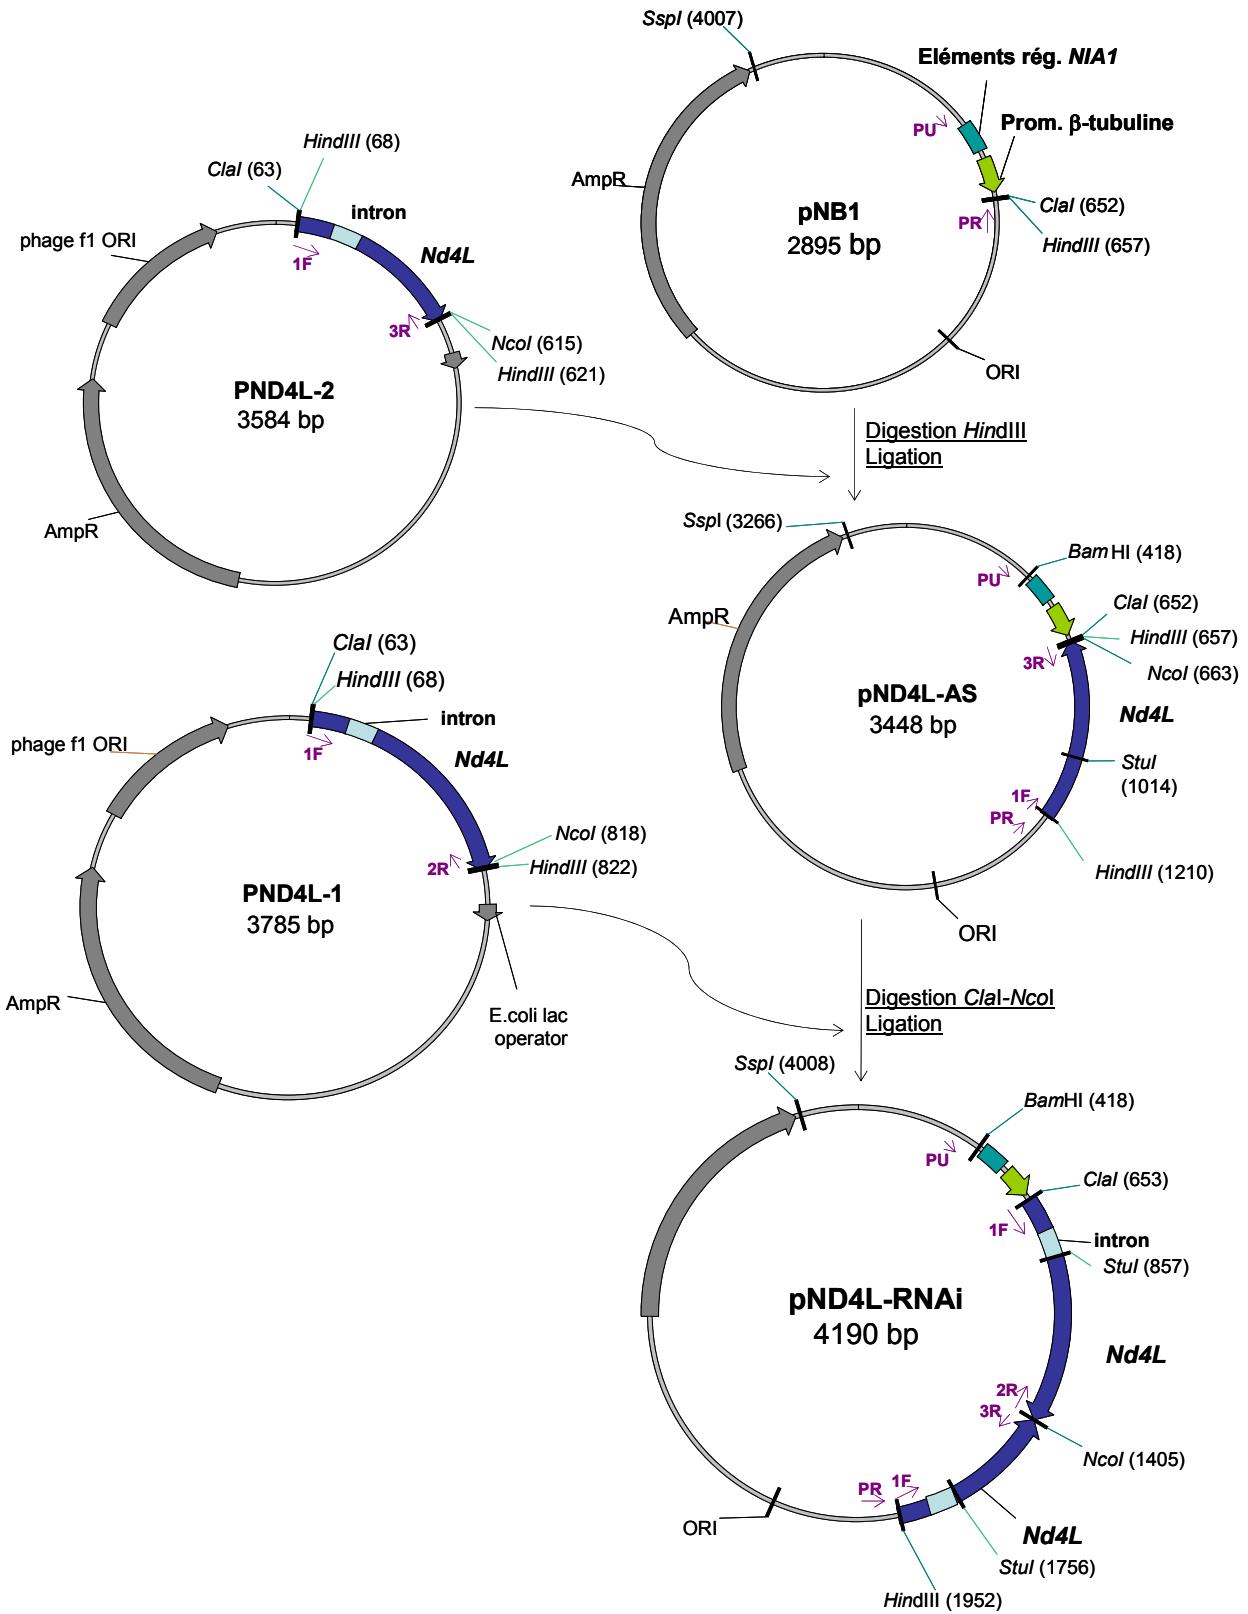 SspI (4007)
Eléments rég. NIA1
PU
Prom. β-tubuline
AmpR
pNB1
2895 bp
PR
ClaI (652)
HindIII (657)
ORI
HindIII (68)
ClaI (63)
intron
phage f1 ORI
1F
Nd4L
3R
NcoI (615)
HindIII (621)
PND4L-2
3584 bp
AmpR
Digestion HindIII
Ligation
SspI (3266)
BamHI (418)
PU
ClaI (652)
AmpR
HindIII (657)
3R
NcoI (663)
pND4L-AS
3448 bp
Nd4L
StuI
(1014)
1F
PR
HindIII (1210)
ORI
ClaI (63)
HindIII (68)
intron
phage f1 ORI
1F
Nd4L
NcoI (818)
2R
HindIII (822)
PND4L-1
3785 bp
AmpR
E.coli lac
operator
Digestion ClaI-NcoI
Ligation
SspI (4008)
BamHI (418)
PU
ClaI (653)
1F
intron
StuI (857)
pND4L-RNAi
4190 bp
Nd4L
2R
3R
NcoI (1405)
PR
1F
ORI
Nd4L
StuI (1756)
HindIII (1952)